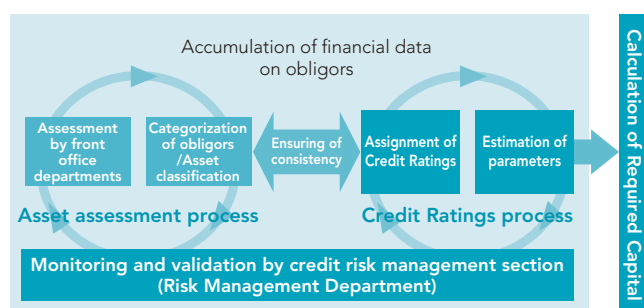 Accumulation of financial data
on obligors
Assessment
by front
office
departments
Categorization
of obligors
/Asset
classification
Ensuring of
consistency
Assignment of
Credit Ratings
Estimation of
parameters
Asset assessment process
Credit Ratings process
Monitoring and validation by credit risk management section
(Risk Management Department)
Calculation of Required Capital